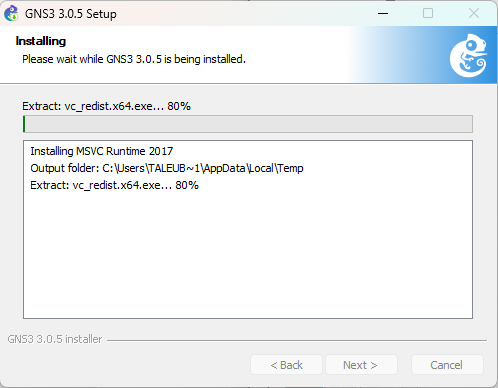 GNS3 3.0.5 Setup
Installing
Please wait while GNS3 3.0.5 is being installed.
Extract: vc_redist.x64.exe... 80%
Installing MSVC Runtime 2017
Output folder: C:\Users\TALEUB~1\AppData\Local\Temp
Extract: vc_redist.x64.exe... 80%
GNS3 3.0.5 installer
< Back
Next >
Cancel